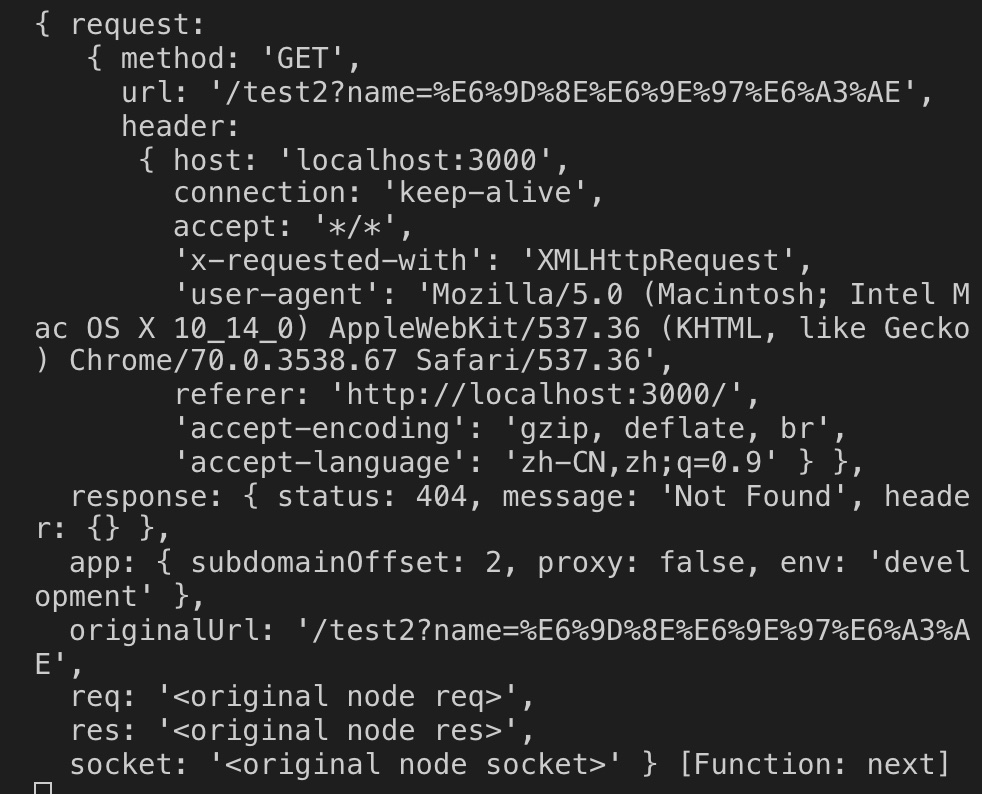 { request:
   { method: 'GET',
     url: '/test2?name=%E6%9D%8E%E6%9E%97%E6%A3%AE',
     header:
      { host: 'localhost:3000',
        connection: 'keep-alive',
        accept: '*/*',
        'x-requested-with': 'XMLHttpRequest',
        'user-agent': 'Mozilla/5.0 (Macintosh; Intel M
ac OS X 10_14_0) AppleWebKit/537.36 (KHTML, like Gecko
) Chrome/70.0.3538.67 Safari/537.36',
        referer: 'http://localhost:3000/',
        'accept-encoding': 'gzip, deflate, br',
        'accept-language': 'zh-CN,zh;q=0.9' } },
  response: { status: 404, message: 'Not Found', heade
r: {} },
  app: { subdomainOffset: 2, proxy: false, env: 'devel
opment' },
  originalUrl: '/test2?name=%E6%9D%8E%E6%9E%97%E6%A3%A
E',
  req: '<original node req>',
  res: '<original node res>',
  socket: '<original node socket>' } [Function: next]